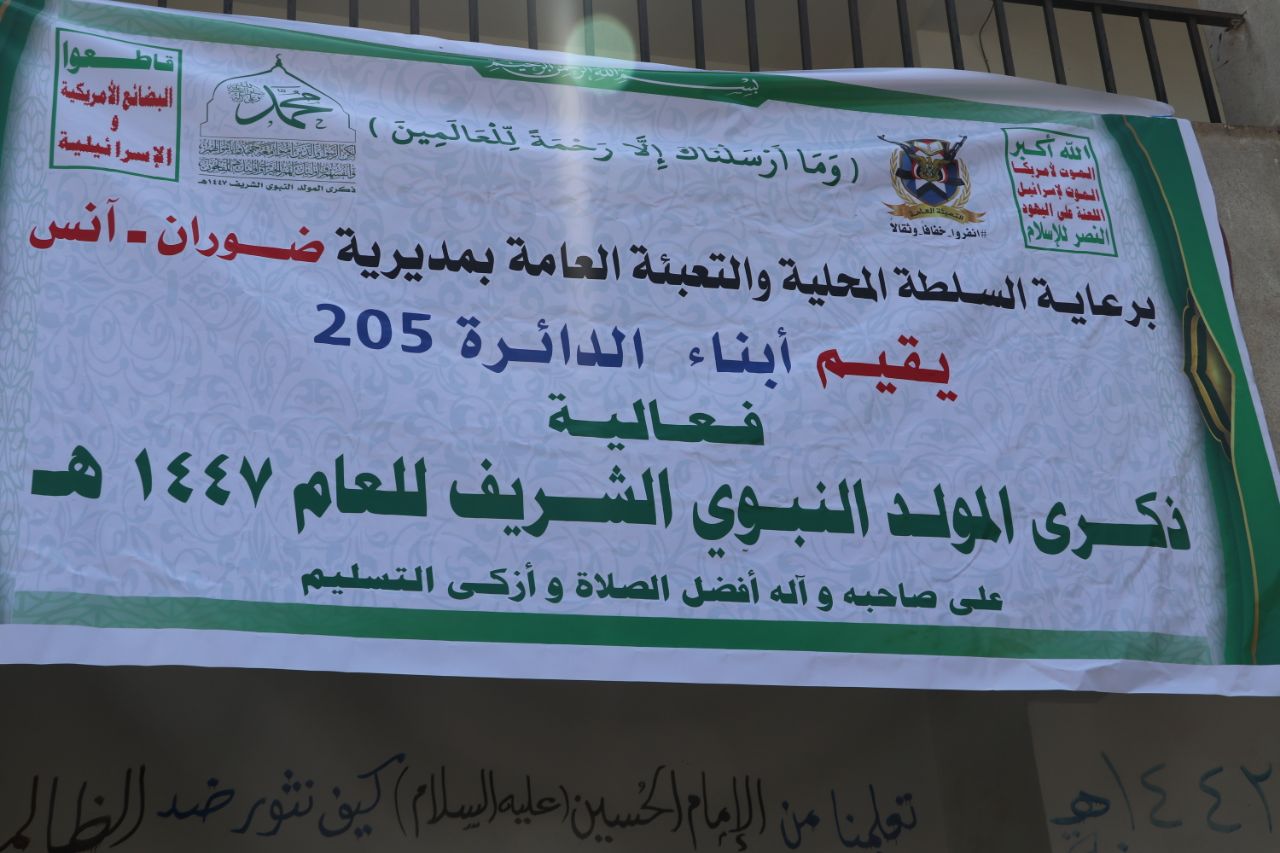 بسم الله الرحمن الرحيم
الله أكبر
الموت لأمريكا
الموت لإسرائيل
اللعنة على اليهود
النصر للإسلام
التعبئة العامة
#انفروا_خفافا_وثقالا
( وَمَا أَرْسَلْنَاكَ إِلَّا رَحْمَةً لِّلْعَالَمِينَ )
محمد
ذكرى المولد النبوي الشريف ١٤٤٧هـ
قاطعوا
البضائع الأمريكية
و
الإسرائيلية
برعاية السلطة المحلية والتعبئة العامة بمديرية ضوران - آنس
يقيم أبناء الدائرة 205
فعالية
ذكرى المولد النبوي الشريف للعام ١٤٤٧ هـ
على صاحبه و آله أفضل الصلاة و أزكى التسليم
تعلمنا من الإمام الحسين (عليه السلام) كيف نثور ضد الظالم
١٤٤٢هـ